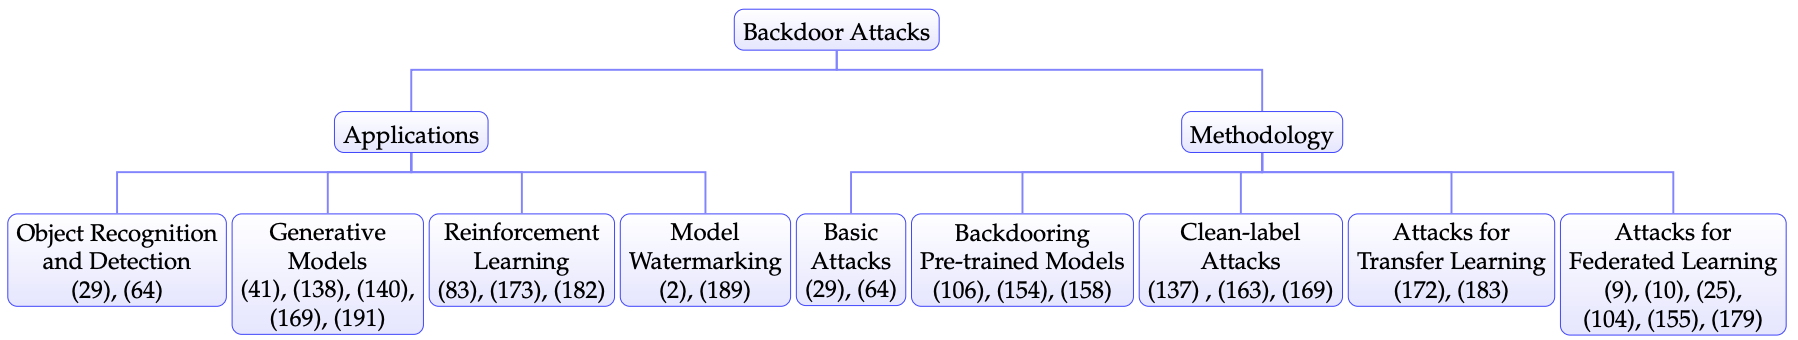 Backdoor Attacks
Applications
Methodology
Object Recognition
and Detection
(29), (64)
Generative
Models
(41), (138), (140),
(169), (191)
Reinforcement
Learning
(83), (173), (182)
Model
Watermarking
(2), (189)
Basic
Attacks
(29), (64)
Backdooring
Pre-trained Models
(106), (154), (158)
Clean-label
Attacks
(137) , (163), (169)
Attacks for
Transfer Learning
(172), (183)
Attacks for
Federated Learning
(9), (10), (25),
(104), (155), (179)